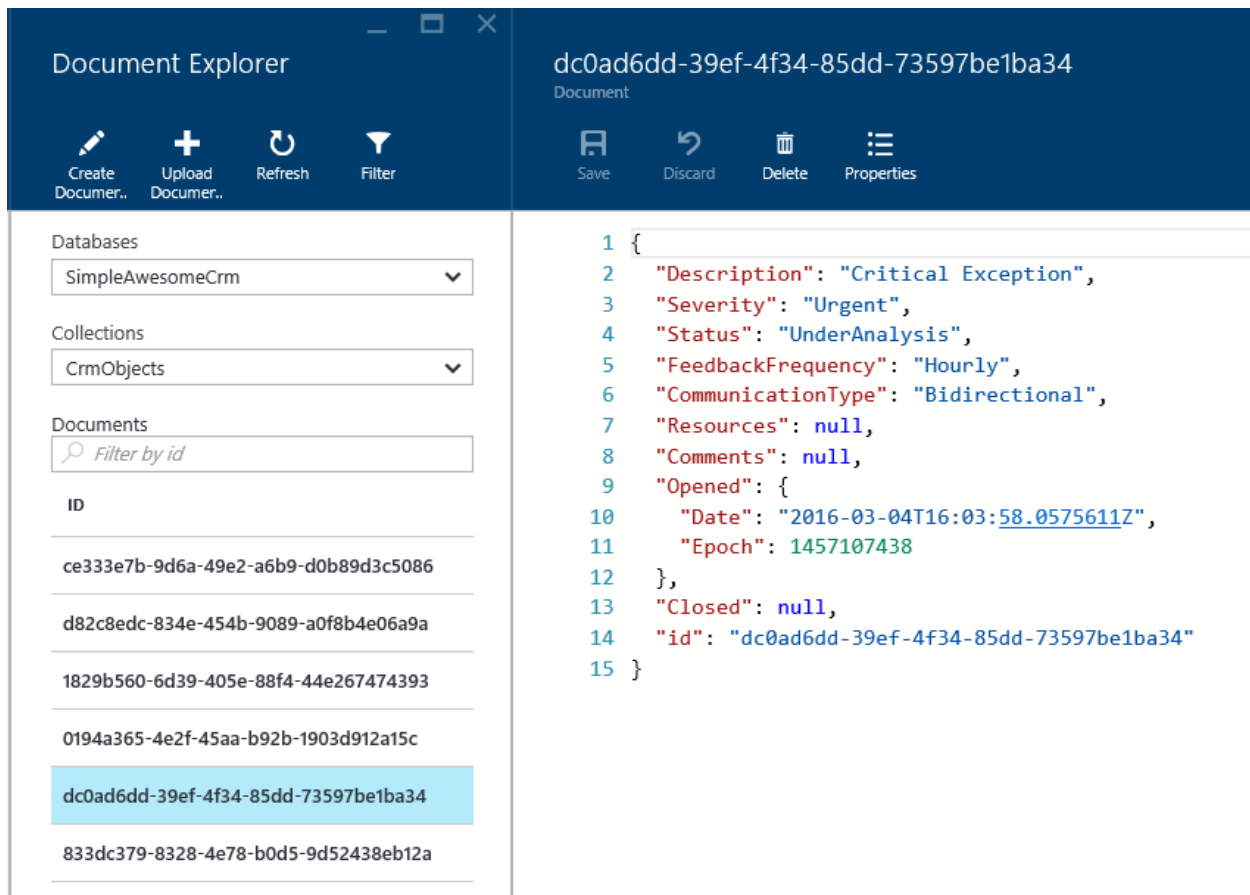 Document Explorer
Create Documer..
Upload Documer..
Refresh
Filter
Databases
SimpleAwesomeCrm
Collections
CrmObjects
Documents
Filter by id
ID
ce333e7b-9d6a-49e2-a6b9-d0b89d3c5086
d82c8edc-834e-454b-9089-a0f8b4e06a9a
1829b560-6d39-405e-88f4-44e267474393
0194a365-4e2f-45aa-b92b-1903d912a15c
dc0ad6dd-39ef-4f34-85dd-73597be1ba34
833dc379-8328-4e78-b0d5-9d52438eb12a
dc0ad6dd-39ef-4f34-85dd-73597be1ba34
Document
Save
Discard
Delete
Properties
1 {
2 "Description": "Critical Exception",
3 "Severity": "Urgent",
4 "Status": "UnderAnalysis",
5 "FeedbackFrequency": "Hourly",
6 "CommunicationType": "Bidirectional",
7 "Resources": null,
8 "Comments": null,
9 "Opened": {
10 "Date": "2016-03-04T16:03:58.0575611Z",
11 "Epoch": 1457107438
12 },
13 "Closed": null,
14 "id": "dc0ad6dd-39ef-4f34-85dd-73597be1ba34"
15 }